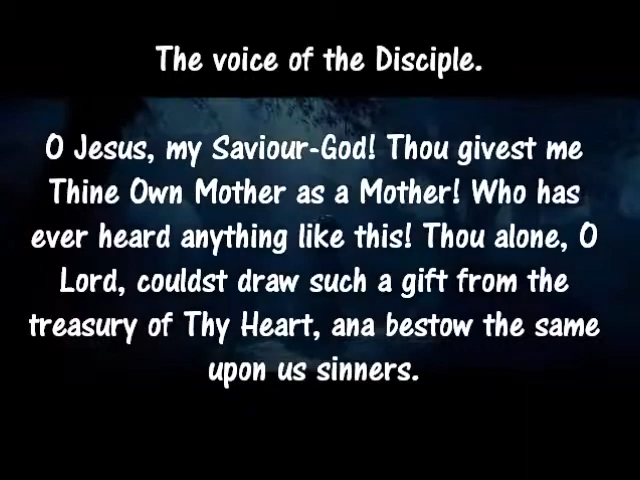 The voice of the Disciple.
O Jesus, my Saviour-God! Thou givest me
Thine Own Mother as a Mother! Who has
ever heard anything like this! Thou alone, O
Lord, couldst draw such a gift from the
treasury of Thy Heart, ana bestow the same
upon us sinners.